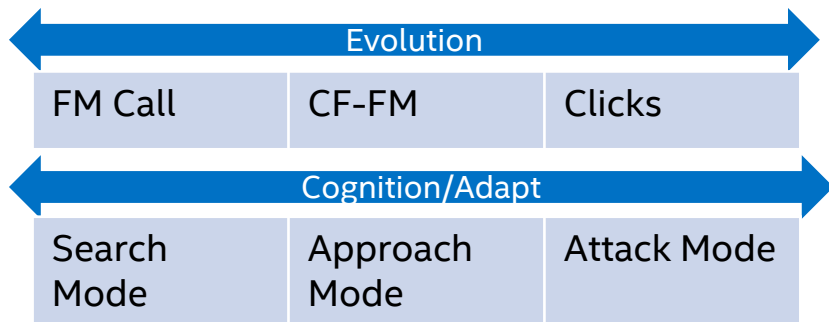 Evolution
FM Call CF-FM Clicks
Cognition/Adapt
Search Approach Attack Mode
Mode Mode